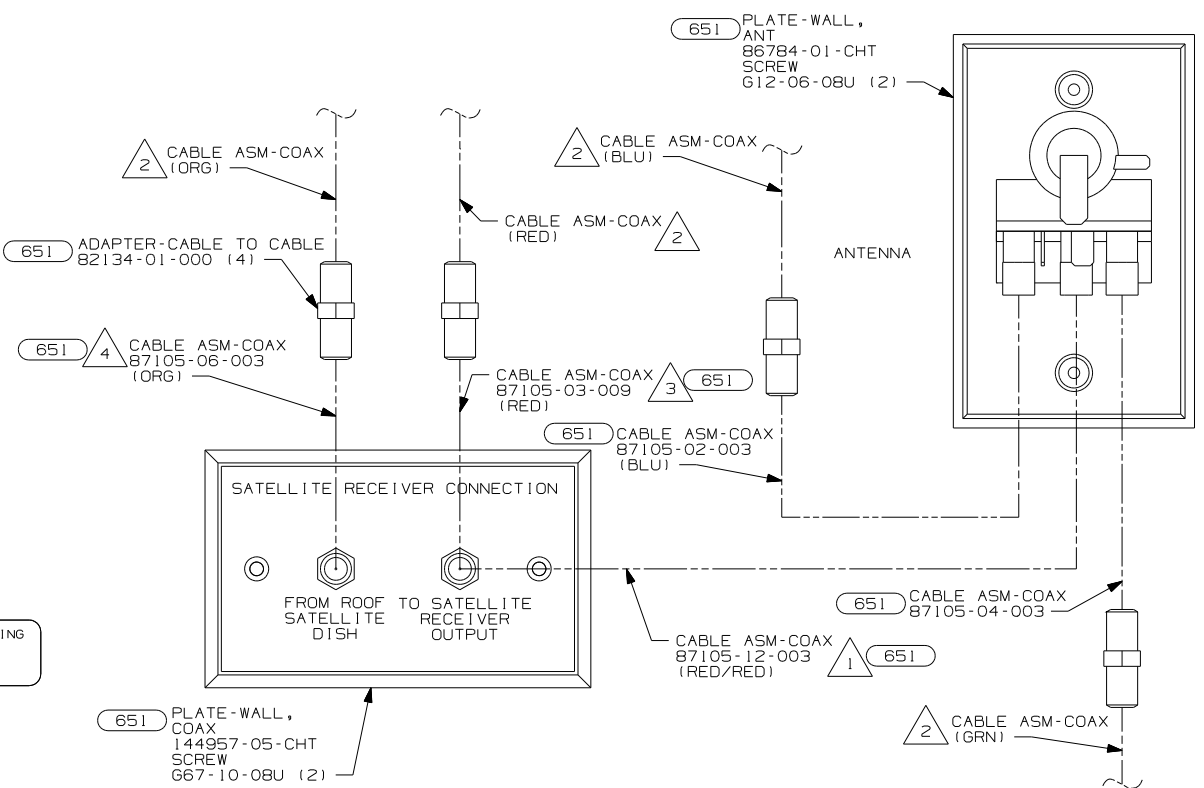 651
PLATE-WALL,
ANT
86784-01-CHT
SCREW
G12-06-08U (2)
2
CABLE ASM-COAX
(ORG)
2
CABLE ASM-COAX
(BLU)
CABLE ASM-COAX
(RED)
2
651
ADAPTER-CABLE TO CABLE
82134-01-000 (4)
ANTENNA
651
4
CABLE ASM-COAX
87105-06-003
(ORG)
CABLE ASM-COAX
87105-03-009
(RED)
3
651
651
CABLE ASM-COAX
87105-02-003
(BLU)
SATELLITE RECEIVER CONNECTION
FROM ROOF
SATELLITE
DISH
TO SATELLITE
RECEIVER
OUTPUT
651
CABLE ASM-COAX
87105-04-003
ING
CABLE ASM-COAX
87105-12-003
(RED/RED)
1
651
651
PLATE-WALL,
COAX
144957-05-CHT
SCREW
G67-10-08U (2)
2
CABLE ASM-COAX
(GRN)